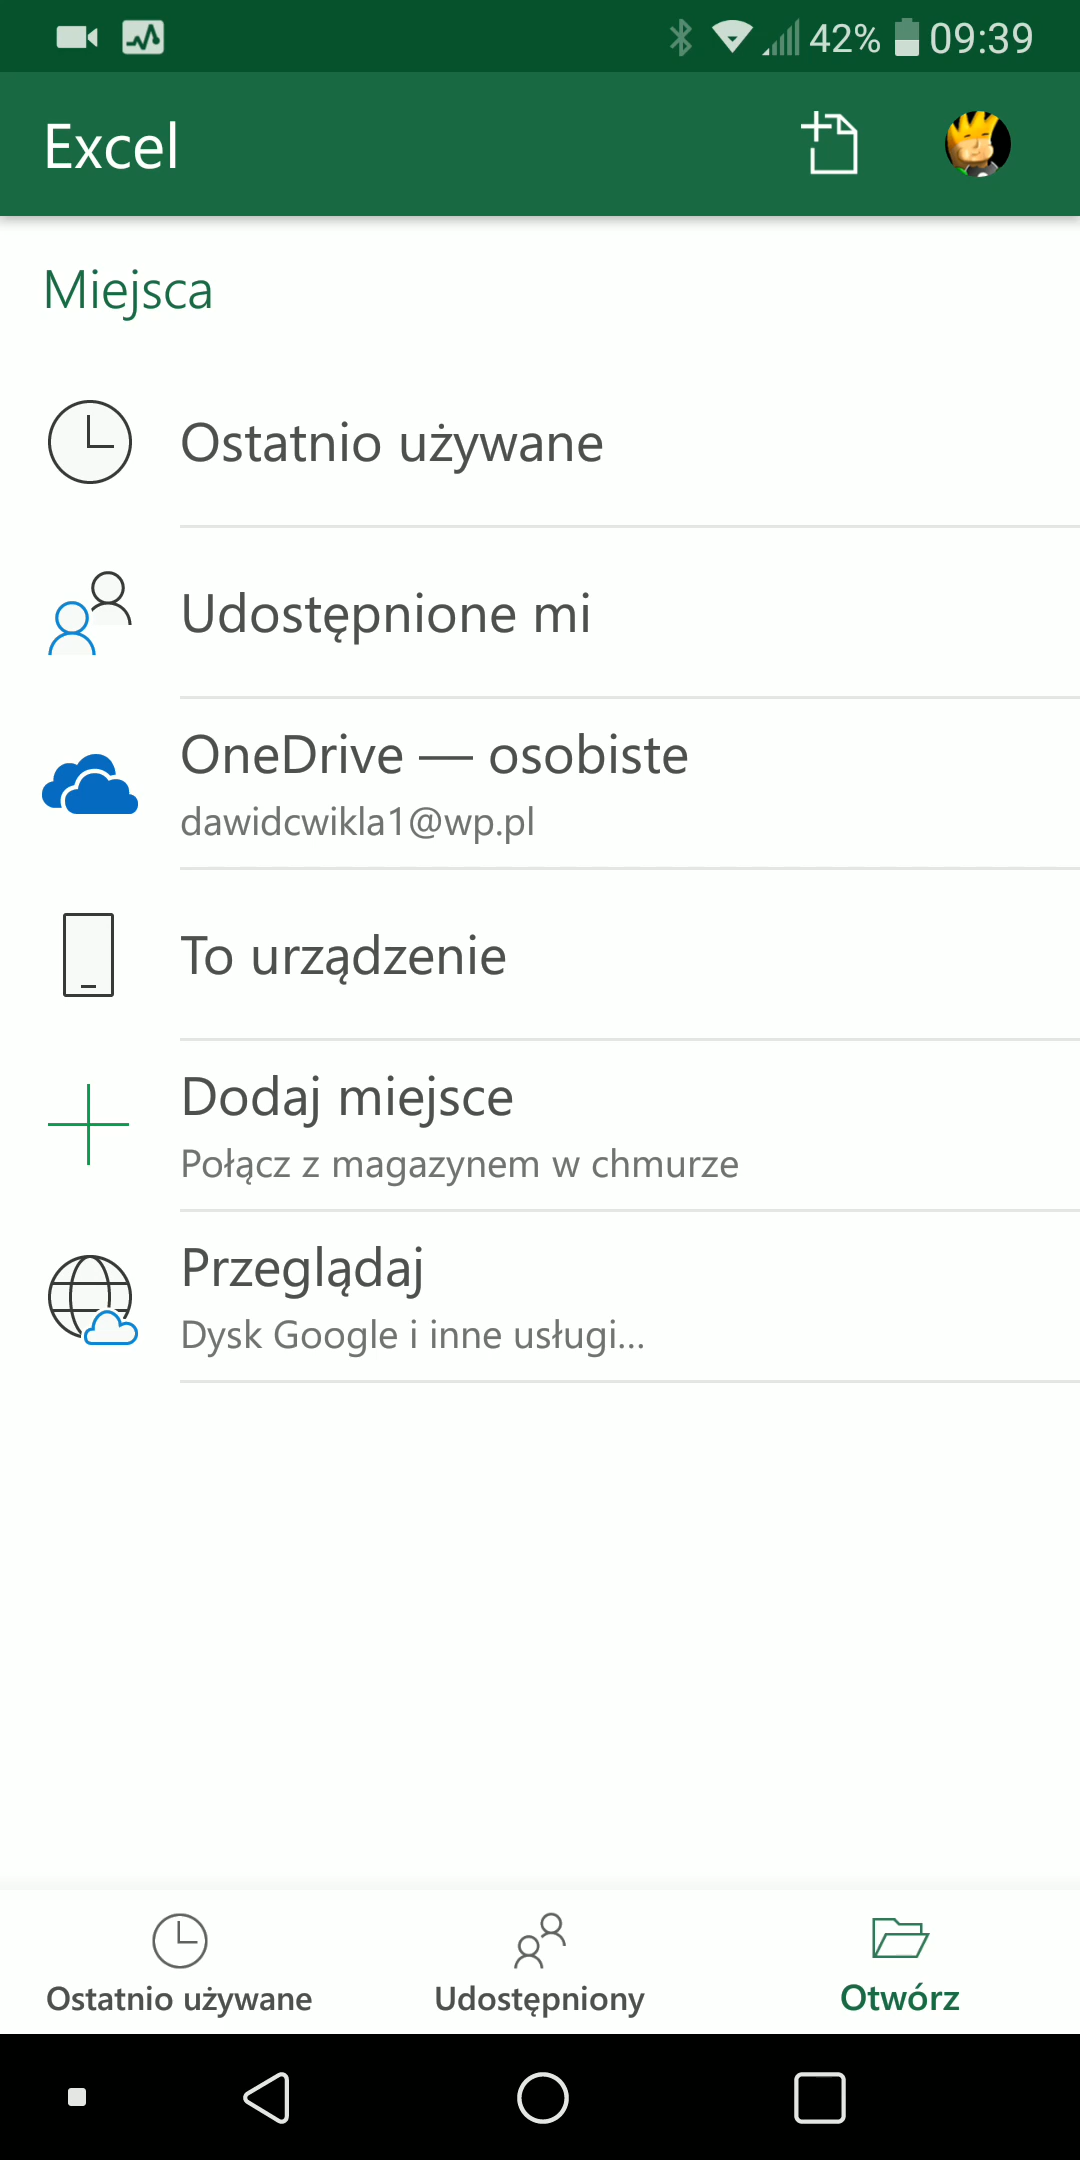 42% 09:39
Excel
Miejsca
Ostatnio używane
Udostępnione mi
OneDrive — osobiste
dawidcwikla1@wp.pl
To urządzenie
Dodaj miejsce
Połącz z magazynem w chmurze
Przeglądaj
Dysk Google i inne usługi...
Ostatnio używane
Udostępniony
Otwórz